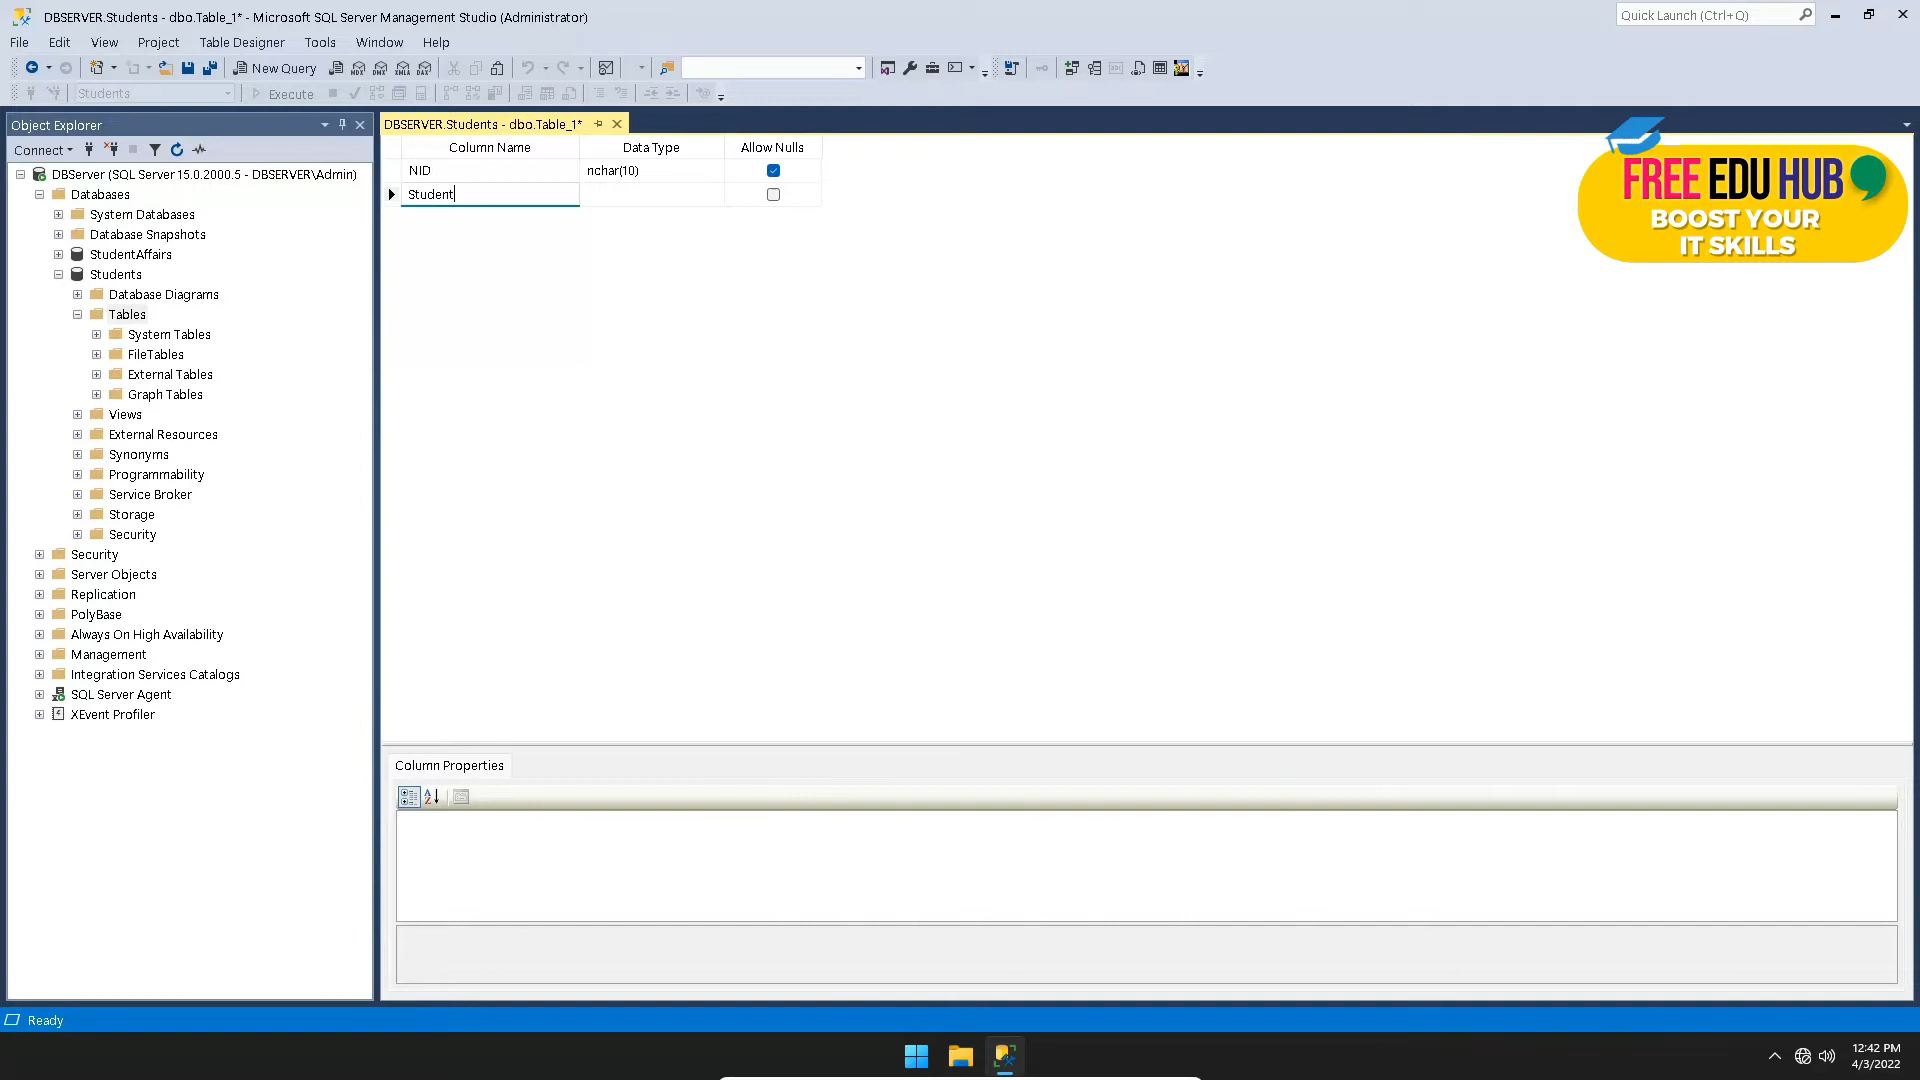 DBSERVER.Students - dbo.Table_1* - Microsoft SQL Server Management Studio (Administrator)
Quick Launch (Ctrl+Q)
File Edit View Project Table Designer Tools Window Help
New Query
MDX DMX XMLA DAX
Students Execute
Object Explorer
DBSERVER.Students - dbo.Table_1*
Connect
Column Name Data Type Allow Nulls
NID nchar(10)
Student
DBServer (SQL Server 15.0.2000.5 - DBSERVER\Admin)
Databases
System Databases
Database Snapshots
StudentAffairs
Students
Database Diagrams
Tables
System Tables
FileTables
External Tables
Graph Tables
Views
External Resources
Synonyms
Programmability
Service Broker
Storage
Security
Security
Server Objects
Replication
PolyBase
Always On High Availability
Management
Integration Services Catalogs
SQL Server Agent
XEvent Profiler
FREE EDU HUB
BOOST YOUR
IT SKILLS
Column Properties
Ready
12:42 PM
4/3/2022